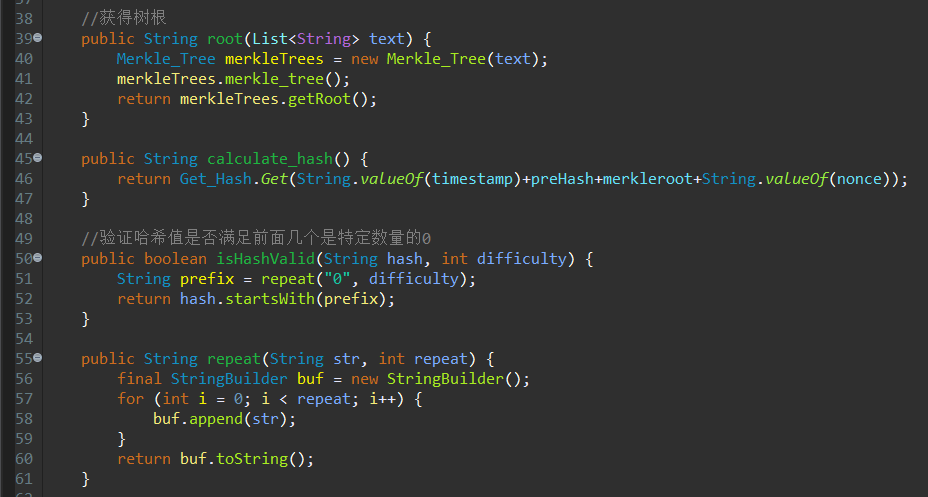 38 //获得树根
39 public String root(List<String> text) {
40 Merkle_Tree merkleTrees = new Merkle_Tree(text);
41 merkleTrees.merkle_tree();
42 return merkleTrees.getRoot();
43 }
44
45 public String calculate_hash() {
46 return Get_Hash.Get(String.valueOf(timestamp)+preHash+merkleroot+String.valueOf(nonce));
47 }
48
49 //验证哈希值是否满足前面几个是特定数量的0
50 public boolean isHashValid(String hash, int difficulty) {
51 String prefix = repeat("0", difficulty);
52 return hash.startsWith(prefix);
53 }
54
55 public String repeat(String str, int repeat) {
56 final StringBuilder buf = new StringBuilder();
57 for (int i = 0; i < repeat; i++) {
58 buf.append(str);
59 }
60 return buf.toString();
61 }